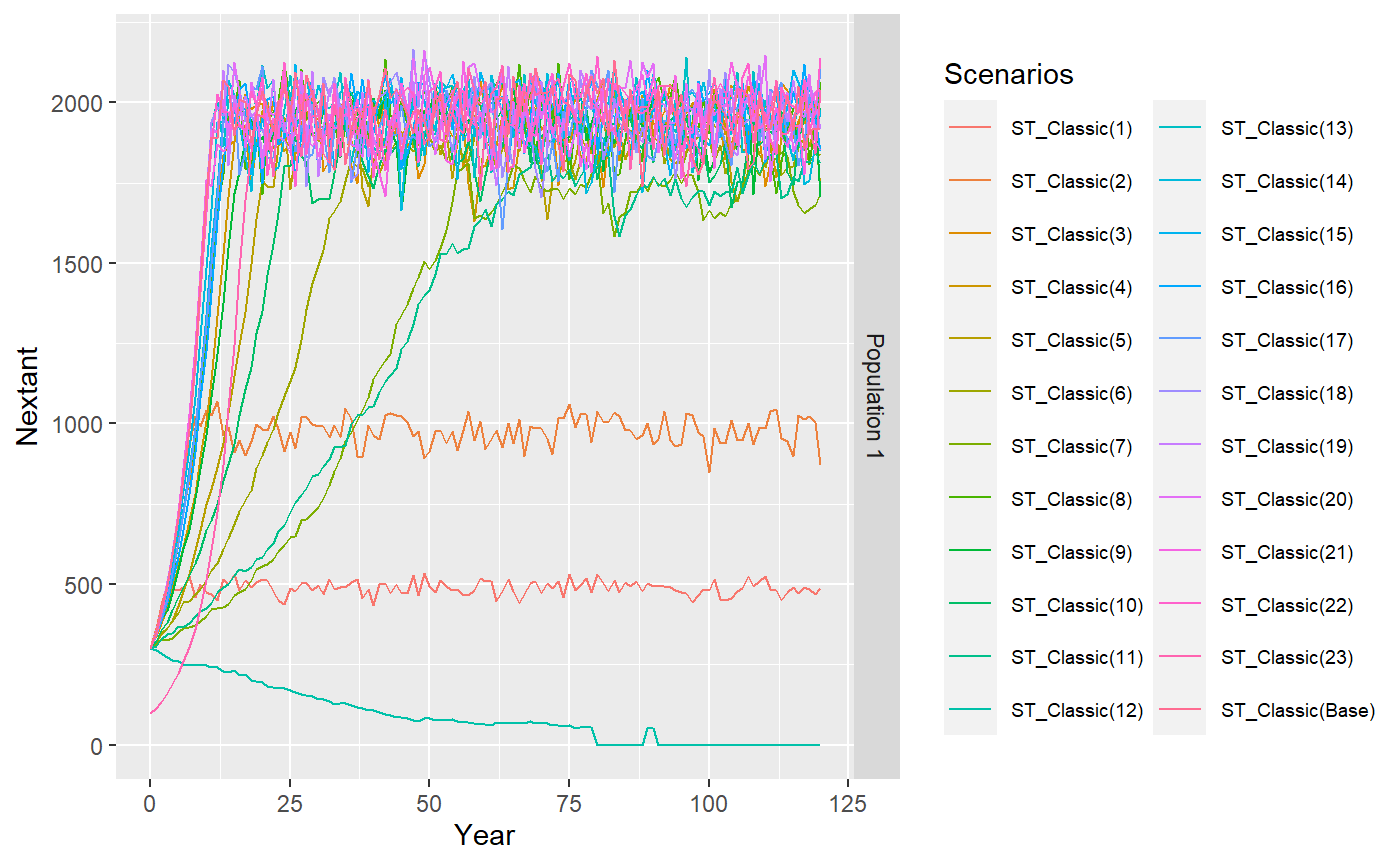 2000
1500
1000
500
0
Nextant
0 25 50 75 100 125
Year
Population 1
Scenarios
ST_Classic(1)
ST_Classic(2)
ST_Classic(3)
ST_Classic(4)
ST_Classic(5)
ST_Classic(6)
ST_Classic(7)
ST_Classic(8)
ST_Classic(9)
ST_Classic(10)
ST_Classic(11)
ST_Classic(12)
ST_Classic(13)
ST_Classic(14)
ST_Classic(15)
ST_Classic(16)
ST_Classic(17)
ST_Classic(18)
ST_Classic(19)
ST_Classic(20)
ST_Classic(21)
ST_Classic(22)
ST_Classic(23)
ST_Classic(Base)